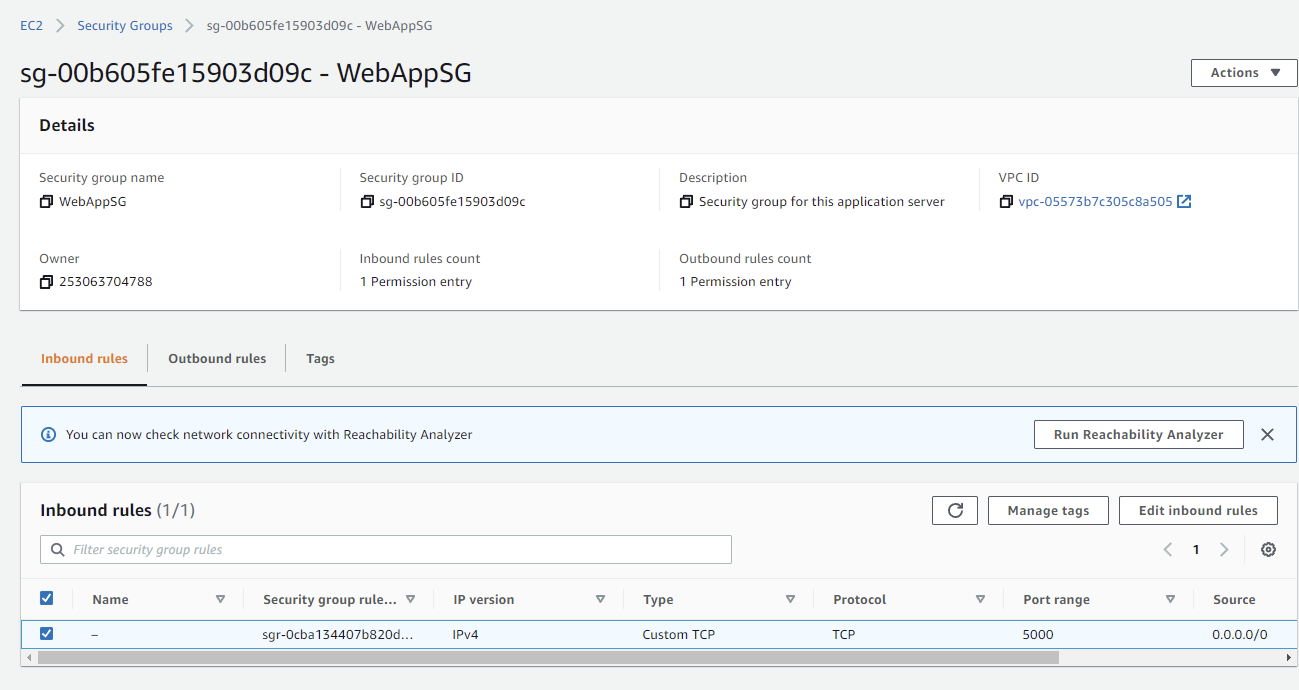 EC2 > Security Groups > sg-00b605fe15903d09c - WebAppSG
sg-00b605fe15903d09c - WebAppSG
Actions
Details
Security group name
WebAppSG
Security group ID
sg-00b605fe15903d09c
Description
Security group for this application server
VPC ID
vpc-05573b7c305c8a505
Owner
253063704788
Inbound rules count
1 Permission entry
Outbound rules count
1 Permission entry
Inbound rules Outbound rules Tags
You can now check network connectivity with Reachability Analyzer Run Reachability Analyzer
Inbound rules (1/1) Manage tags Edit inbound rules
Filter security group rules 1
Name Security group rule... IP version Type Protocol Port range Source
– sgr-0cba134407b820d... IPv4 Custom TCP TCP 5000 0.0.0.0/0